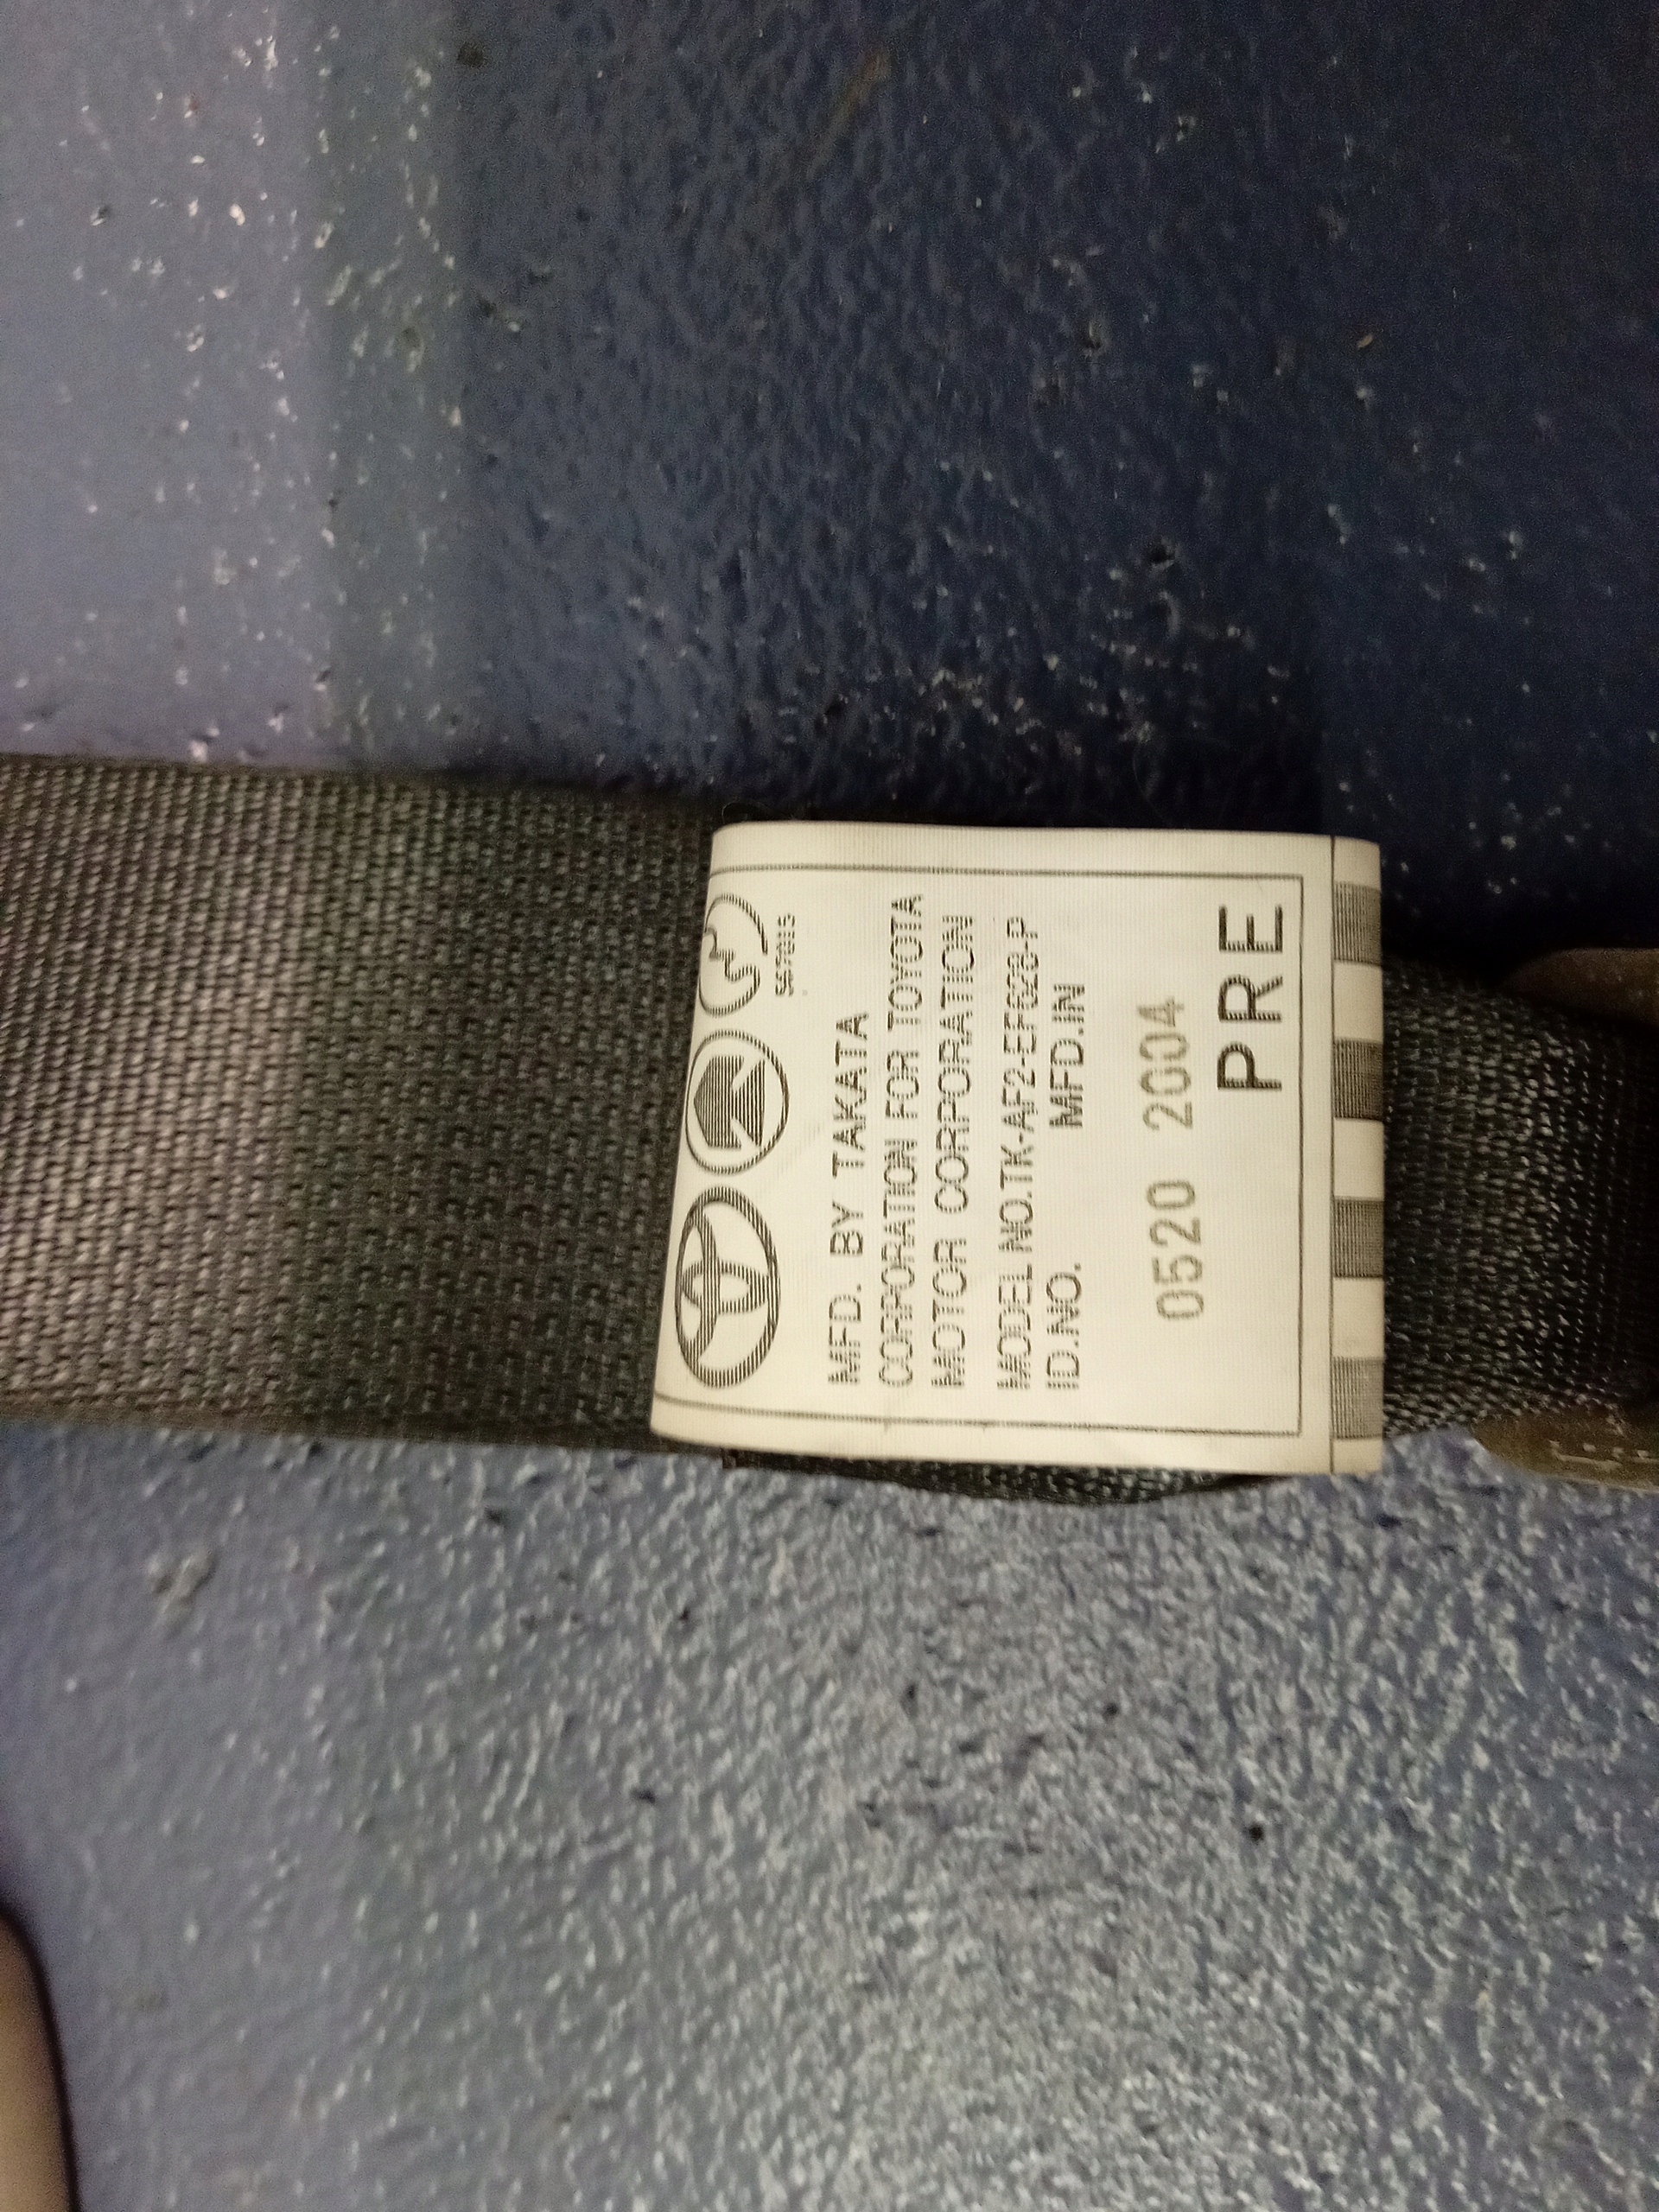 MFD. BY TAKATA
CORPORATION FOR TOYOTA
MOTOR CORPORATION
MODEL NO.TK-AF2-EF628-P
ID.NO. MFD.IN
0520 2004
PRE